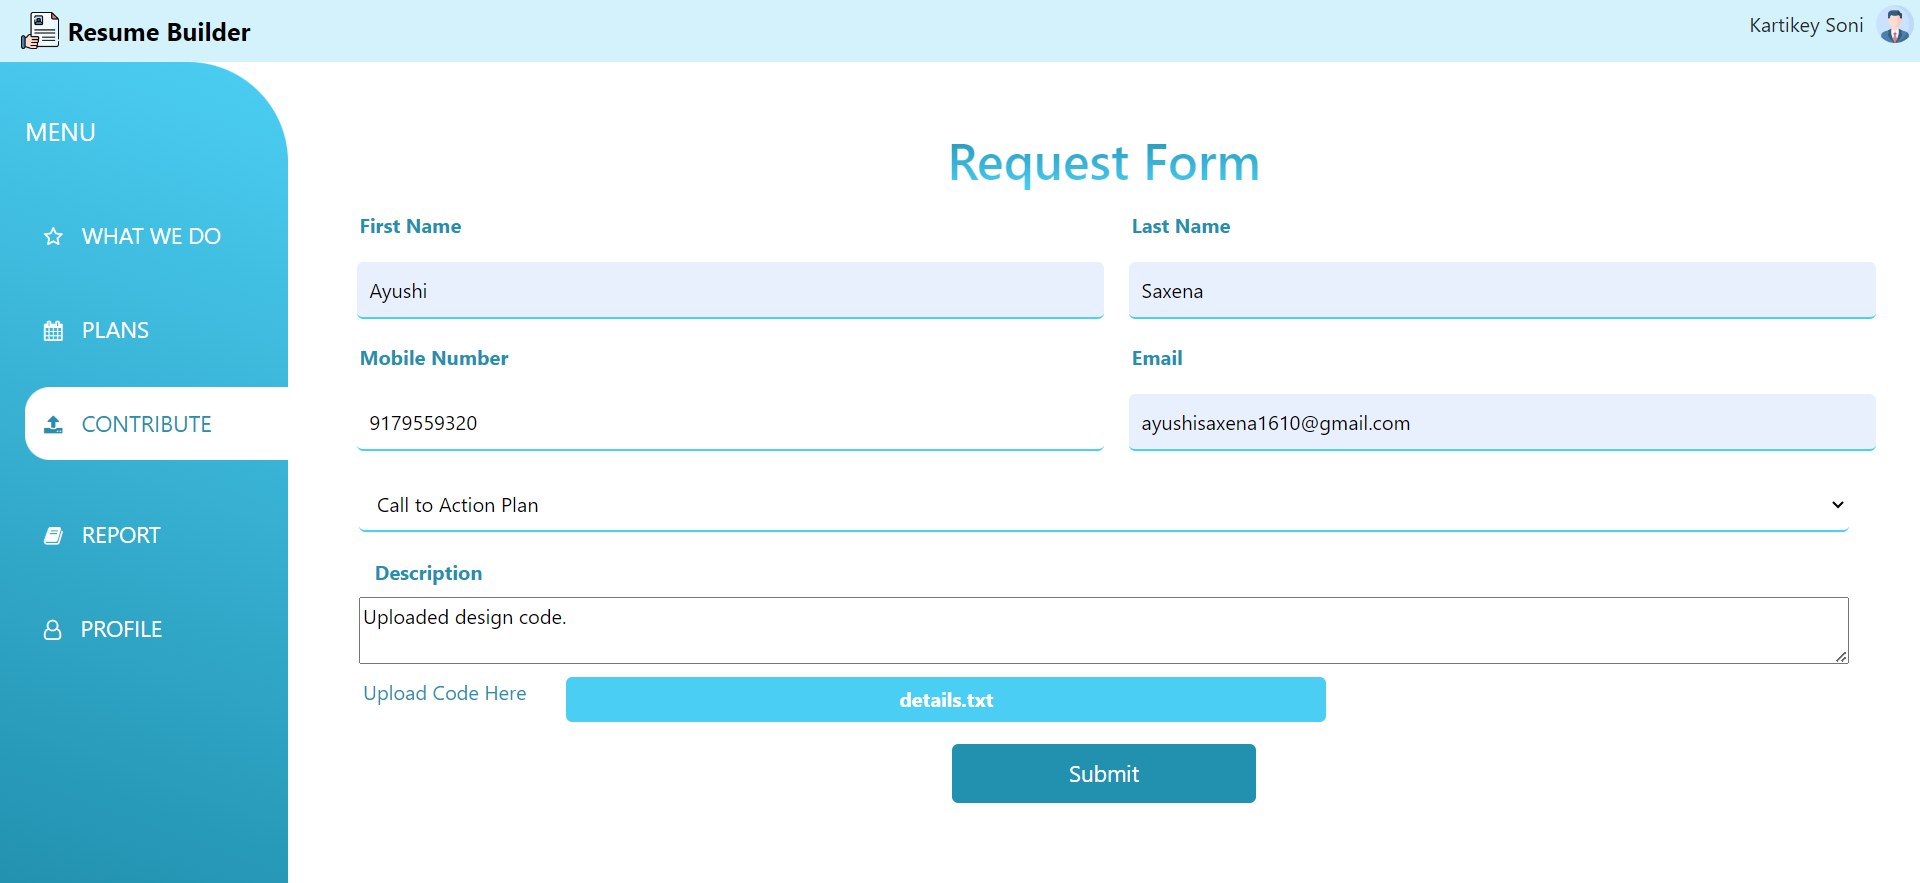 Resume Builder
Kartikey Soni
MENU
WHAT WE DO
PLANS
CONTRIBUTE
REPORT
PROFILE
Request Form
First Name
Last Name
Ayushi
Saxena
Mobile Number
Email
9179559320
ayushisaxena1610@gmail.com
Call to Action Plan
Description
Uploaded design code.
Upload Code Here
details.txt
Submit